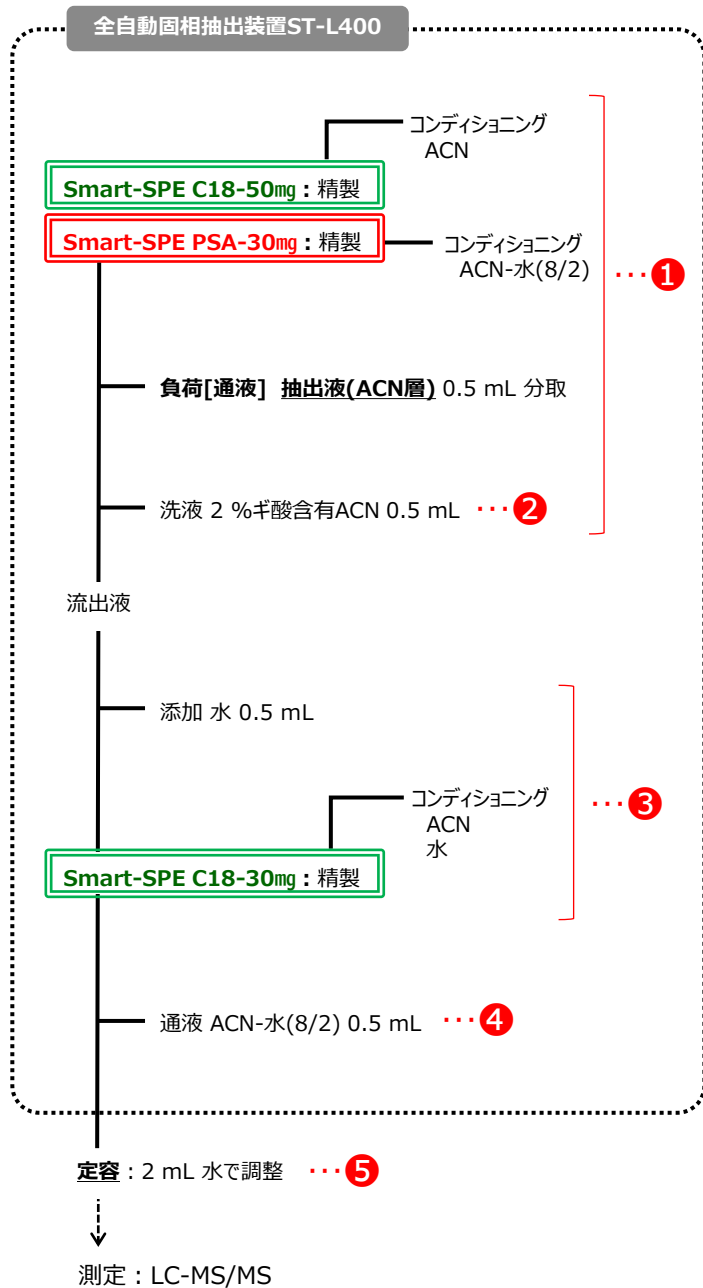 全自動固相抽出装置ST-L400
コンディショニング
ACN
Smart-SPE C18-50mg：精製
Smart-SPE PSA-30mg：精製
コンディショニング
ACN-水(8/2)
…❶
負荷[通液] 抽出液(ACN層) 0.5 mL 分取
洗液 2 %ギ酸含有ACN 0.5 mL …❷
流出液
添加 水 0.5 mL
コンディショニング
ACN
水
…❸
Smart-SPE C18-30mg：精製
通液 ACN-水(8/2) 0.5 mL …❹
定容：2 mL 水で調整 …❺
測定：LC-MS/MS